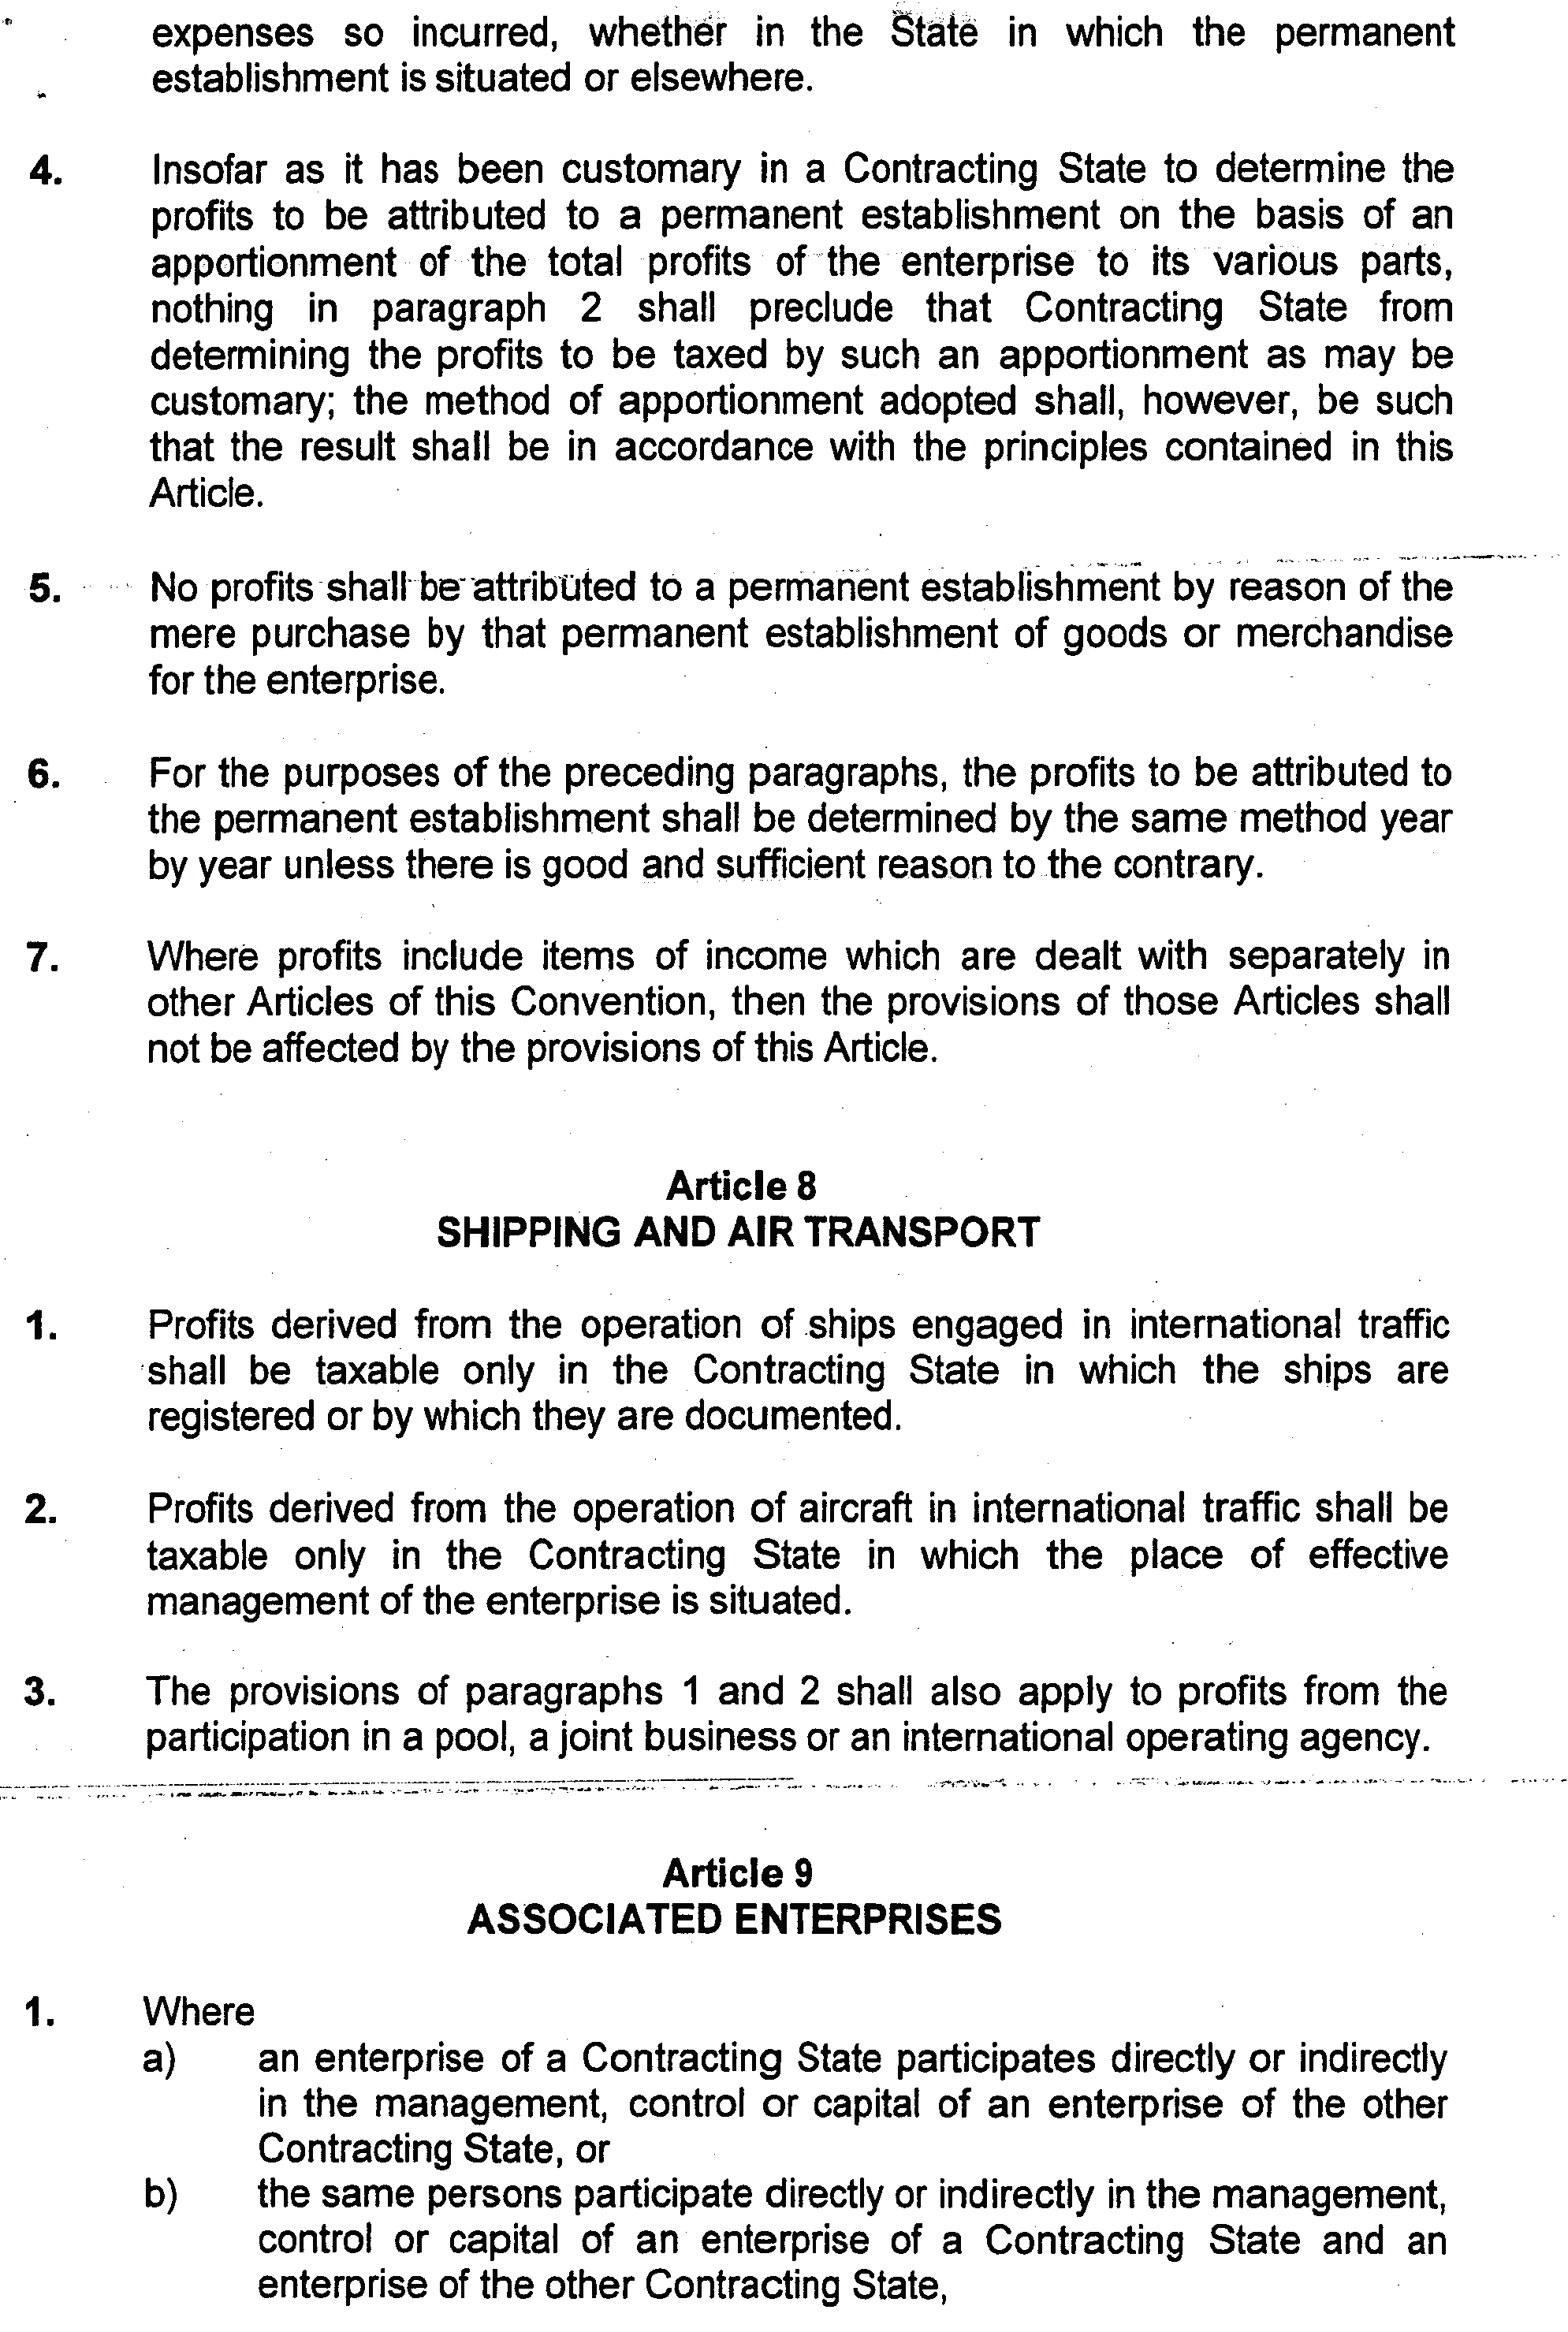 expenses so incurred, whether in the State in which the permanent
establishment is situated or elsewhere.
4. Insofar as it has been customary in a Contracting State to determine the
profits to be attributed to a permanent establishment on the basis of an
apportionment of the total profits of the enterprise to its various parts,
nothing in paragraph 2 shall preclude that Contracting State from
determining the profits to be taxed by such an apportionment as may be
customary; the method of apportionment adopted shall, however, be such
that the result shall be in accordance with the principles contained in this
Article.
5. No profits shall be attributed to a permanent establishment by reason of the
mere purchase by that permanent establishment of goods or merchandise
for the enterprise.
6. For the purposes of the preceding paragraphs, the profits to be attributed to
the permanent establishment shall be determined by the same method year
by year unless there is good and sufficient reason to the contrary.
7. Where profits include items of income which are dealt with separately in
other Articles of this Convention, then the provisions of those Articles shall
not be affected by the provisions of this Article.
Article 8
SHIPPING AND AIR TRANSPORT
1. Profits derived from the operation of ships engaged in international traffic
shall be taxable only in the Contracting State in which the ships are
registered or by which they are documented.
2. Profits derived from the operation of aircraft in international traffic shall be
taxable only in the Contracting State in which the place of effective
management of the enterprise is situated.
3. The provisions of paragraphs 1 and 2 shall also apply to profits from the
participation in a pool, a joint business or an international operating agency.
Article 9
ASSOCIATED ENTERPRISES
1. Where
a) an enterprise of a Contracting State participates directly or indirectly
in the management, control or capital of an enterprise of the other
Contracting State, or
b) the same persons participate directly or indirectly in the management,
control or capital of an enterprise of a Contracting State and an
enterprise of the other Contracting State,